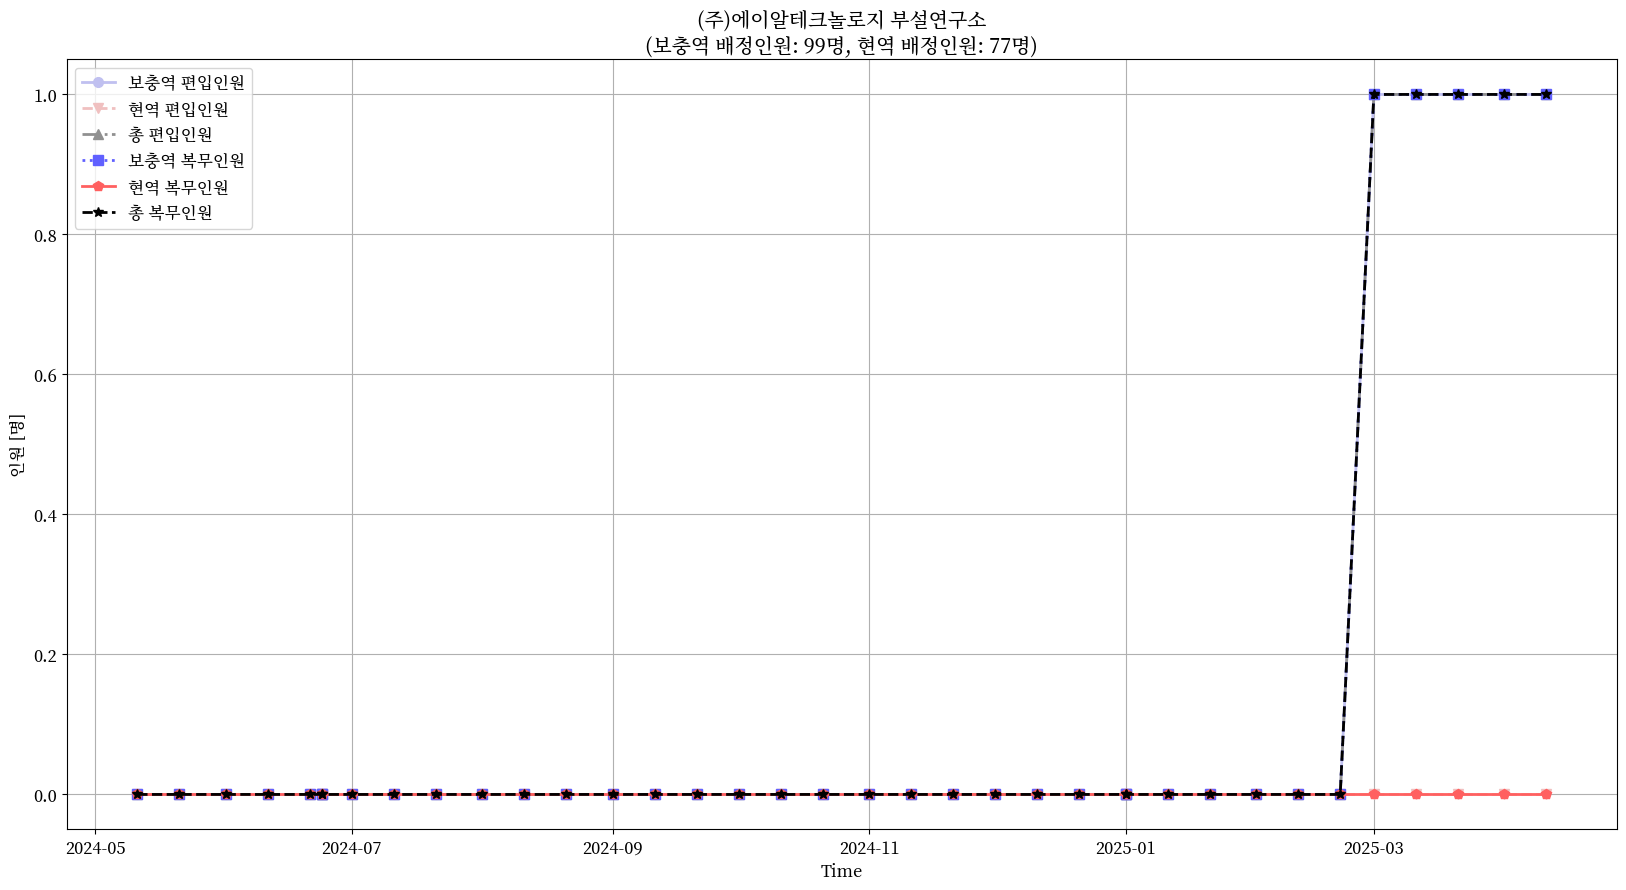 (주)에이알테크놀로지 부설연구소
(보충역 배정인원: 99명, 현역 배정인원: 77명)
보충역 편입인원
현역 편입인원
총 편입인원
보충역 복무인원
현역 복무인원
총 복무인원
1.0
0.8
0.6
0.4
0.2
0.0
인원 [명]
2024-05
2024-07
2024-09
2024-11
2025-01
2025-03
Time